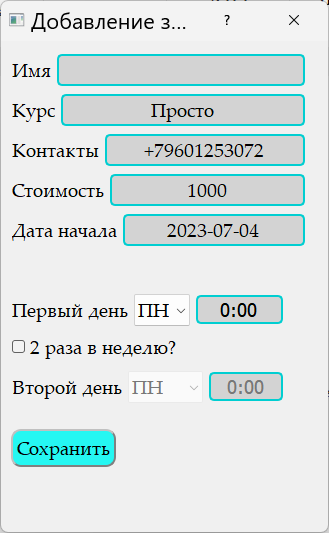 Добавление з... ?
Имя
Курс Просто
Контакты +79601253072
Стоимость 1000
Дата начала 2023-07-04
Первый день ПН 0:00
2 раза в неделю?
Второй день ПН 0:00
Сохранить